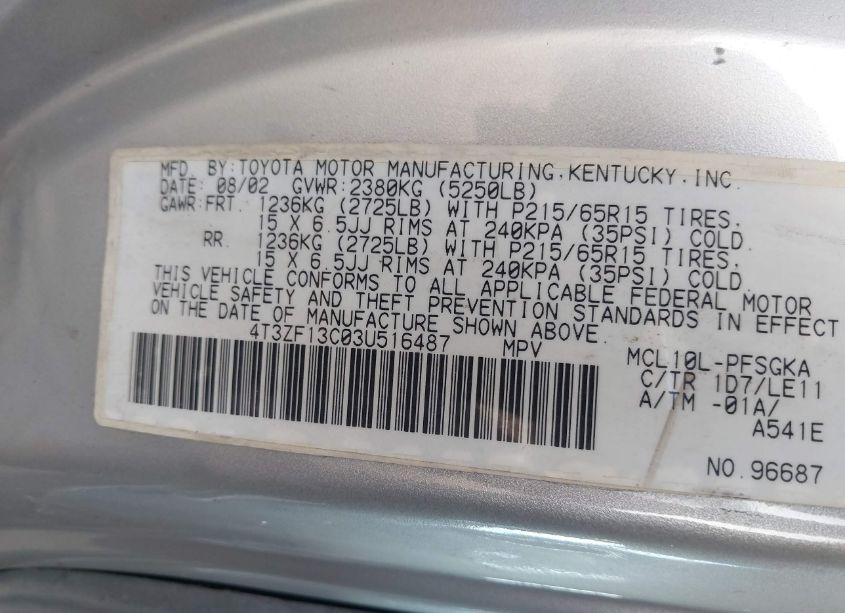 MFD. BY:TOYOTA MOTOR MANUFACTURING,KENTUCKY,INC.
DATE: 08/02 GVWR:2380KG (5250LB)
GAWR:FRT. 1236KG (2725LB) WITH P215/65R15 TIRES,
15 X 6.5JJ RIMS AT 240KPA (35PSI) COLD.
RR. 1236KG (2725LB) WITH P215/65R15 TIRES,
15 X 6.5JJ RIMS AT 240KPA (35PSI) COLD.
THIS VEHICLE CONFORMS TO ALL APPLICABLE FEDERAL MOTOR
VEHICLE SAFETY AND THEFT PREVENTION STANDARDS IN EFFECT
ON THE DATE OF MANUFACTURE SHOWN ABOVE.
4T3ZF13C03U516487 MPV
MCL10L-PFSGKA
C/TR 1D7/LE11
A/TM -01A/
A541E
NO.96687